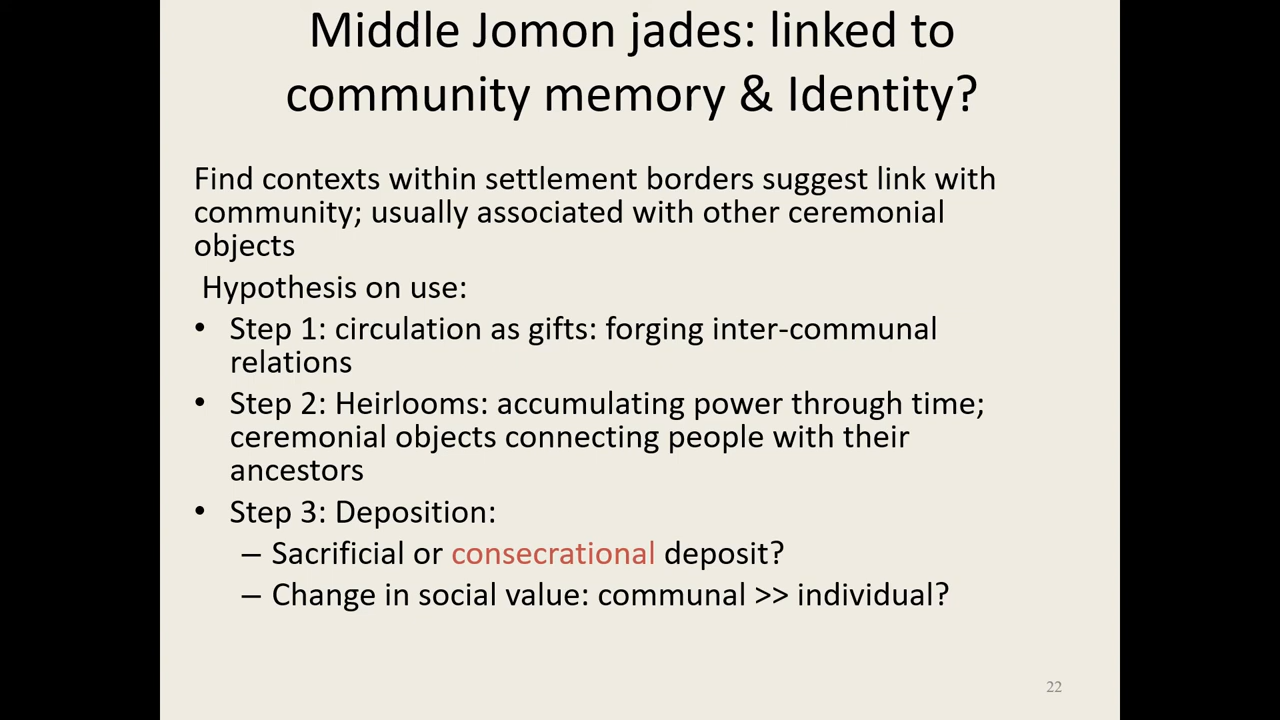 Middle Jomon jades: linked to
community memory & Identity?
Find contexts within settlement borders suggest link with
community; usually associated with other ceremonial
objects
Hypothesis on use:
• Step 1: circulation as gifts: forging inter-communal
relations
• Step 2: Heirlooms: accumulating power through time;
ceremonial objects connecting people with their
ancestors
• Step 3: Deposition:
– Sacrificial or consecrational deposit?
– Change in social value: communal >> individual?
22